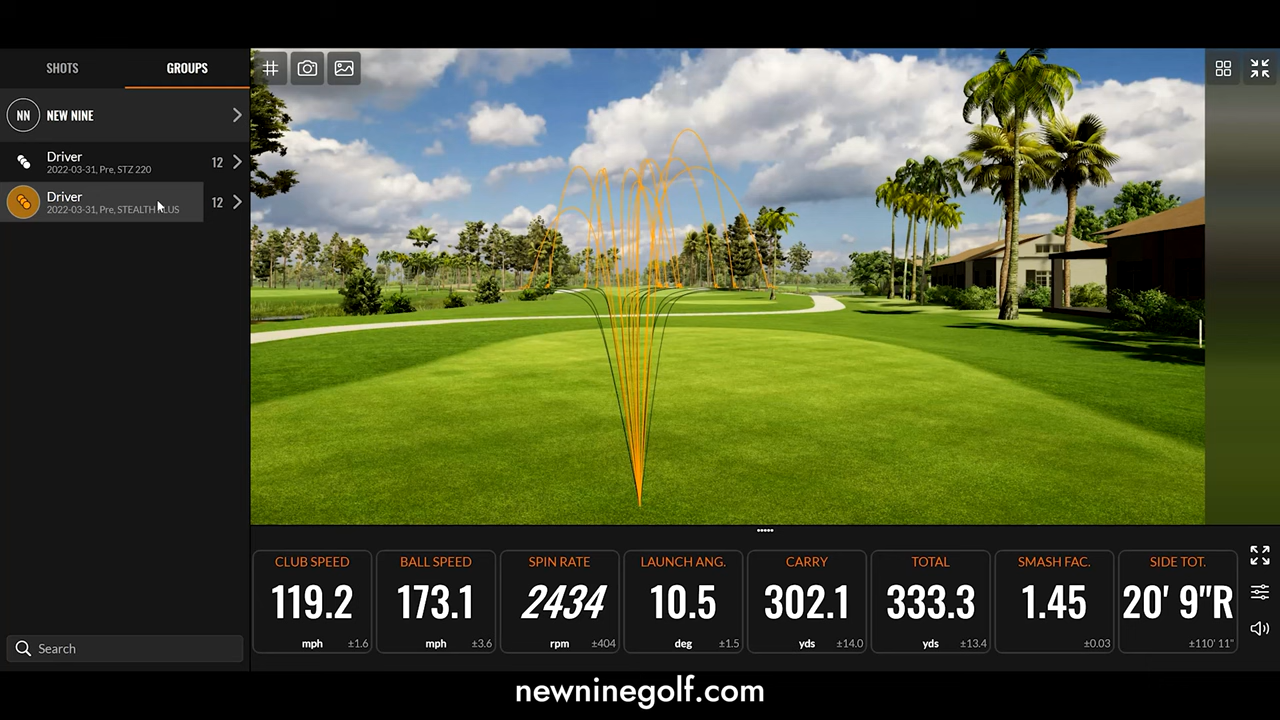 SHOTS
GROUPS
NN
NEW NINE
Driver
2022-03-31, Pre, STZ 220
12
Driver
2022-03-31, Pre, STEALTH PLUS
12
Search
CLUB SPEED
119.2
mph
±1.6
BALL SPEED
173.1
mph
±3.6
SPIN RATE
2434
rpm
±404
LAUNCH ANG.
10.5
deg
±1.5
CARRY
302.1
yds
±14.0
TOTAL
333.3
yds
±13.4
SMASH FAC.
1.45
±0.03
SIDE TOT.
20' 9"R
±110' 11"
newninegolf.com